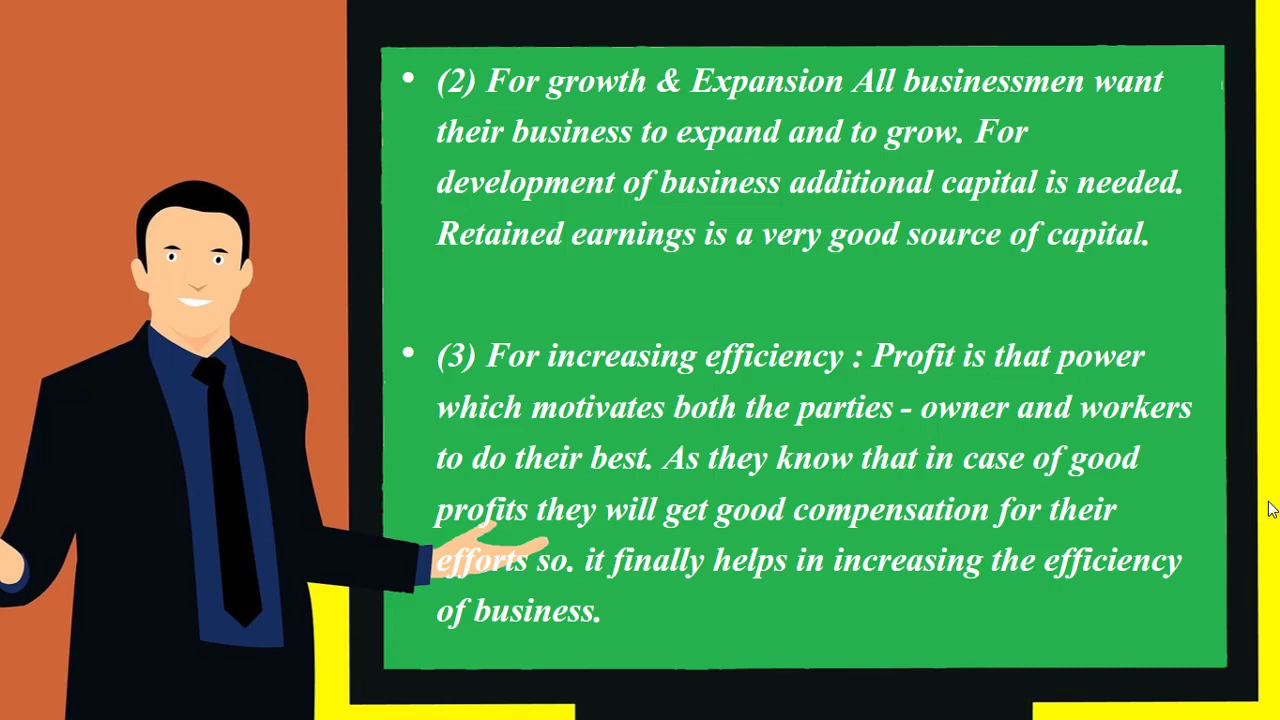 • (2) For growth & Expansion All businessmen want
their business to expand and to grow. For
development of business additional capital is needed.
Retained earnings is a very good source of capital.
• (3) For increasing efficiency : Profit is that power
which motivates both the parties - owner and workers
to do their best. As they know that in case of good
profits they will get good compensation for their
efforts so. it finally helps in increasing the efficiency
of business.